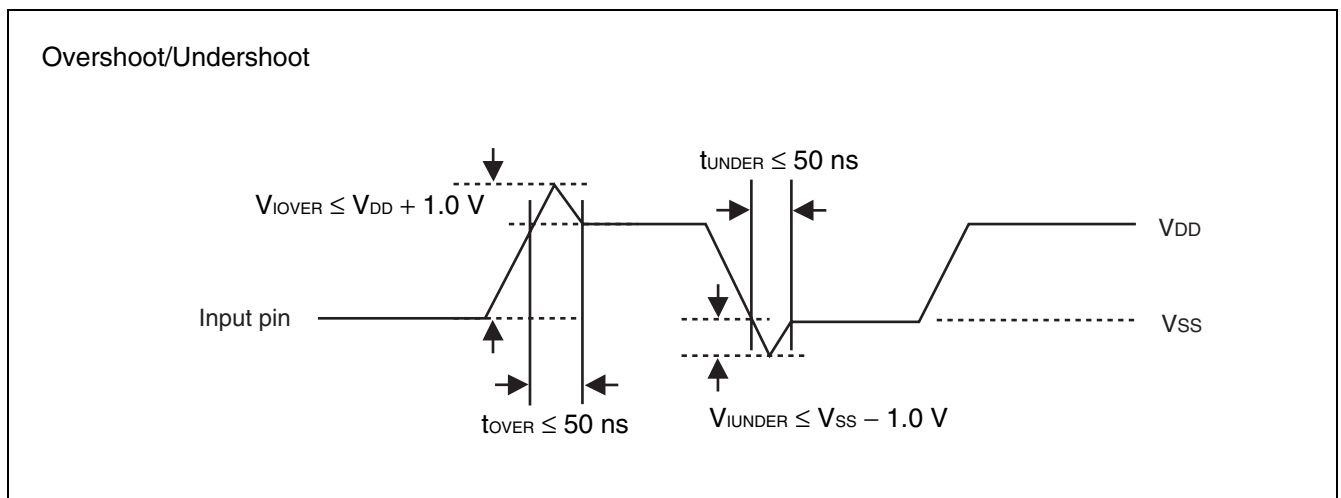 Overshoot/Undershoot
tUNDER ≤ 50 ns
VIOVER ≤ VDD + 1.0 V
VDD
Input pin
VSS
tOVER ≤ 50 ns
VIUNDER ≤ VSS − 1.0 V